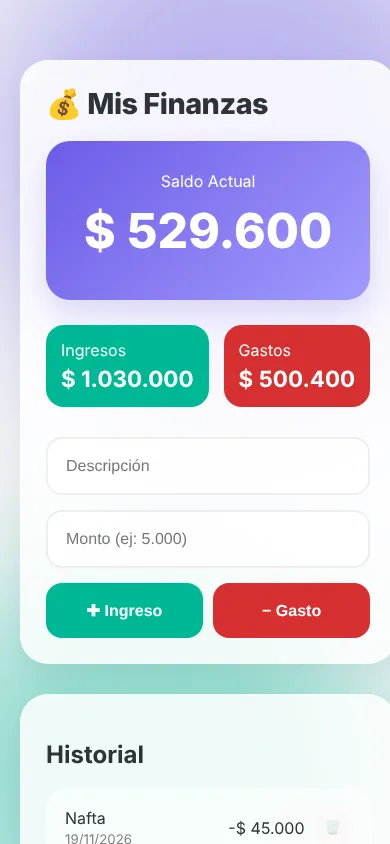 💰 Mis Finanzas
Saldo Actual
$ 529.600
Ingresos
$ 1.030.000
Gastos
$ 500.400
Descripción
Monto (ej: 5.000)
+ Ingreso
− Gasto
Historial
Nafta
-$ 45.000
19/11/2026